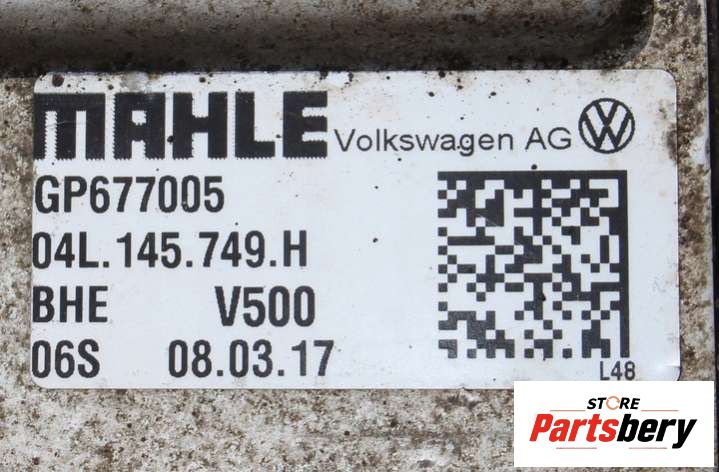 MAHLE Volkswagen AG
GP677005
04L.145.749.H
BHE V500
06S 08.03.17
L48
STORE
Partsbery